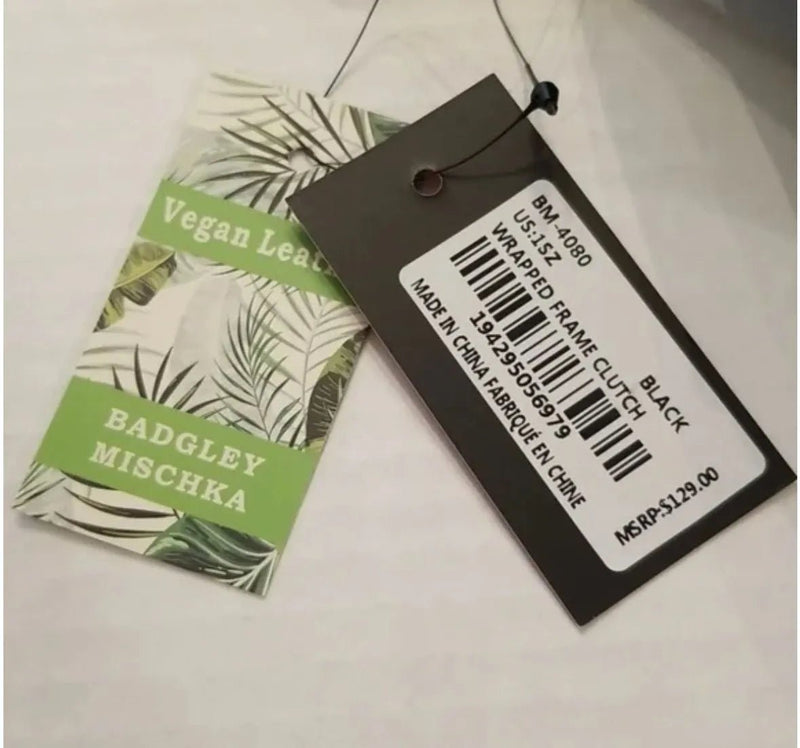 Vegan Leat
BADGLEY
MISCHKA
BM-4080
US:1SZ BLACK
WRAPPED FRAME CLUTCH
194295056979
MADE IN CHINA FABRIQUÉ EN CHINE
MSRP:$129.00